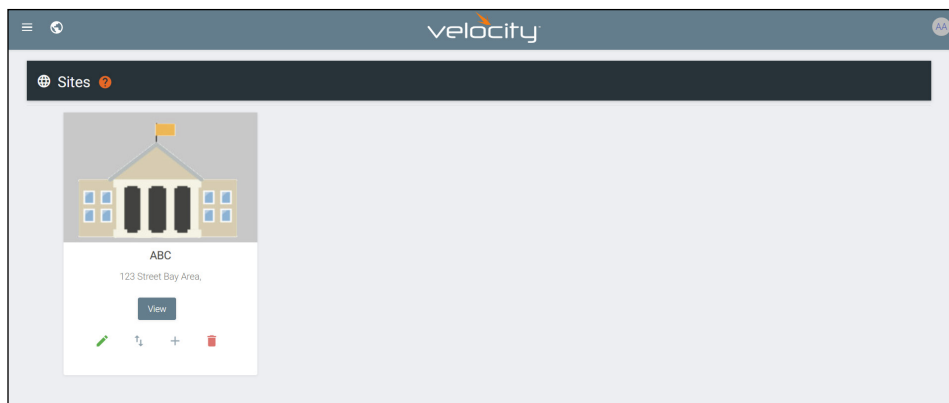 velocity
AA
Sites ?
ABC
123 Street Bay Area,
View